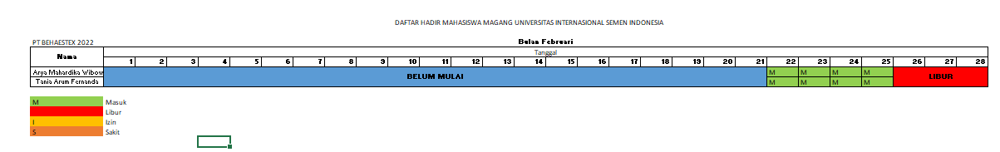 DAFTAR HADIR MAHASISWA MAGANG UNIVERSITAS INTERNASIONAL SEMEN INDONESIA
PT BEHAESTEX 2022
Bulan Februari
Nama
Tanggal
1 2 3 4 5 6 7 8 9 10 11 12 13 14 15 16 17 18 19 20 21 22 23 24 25 26 27 28
Arya Mahardika Wibow M M M M
BELUM MULAI LIBUR
Tania Arum Fernanda M M M M
M Masuk
Libur
I Izin
S Sakit